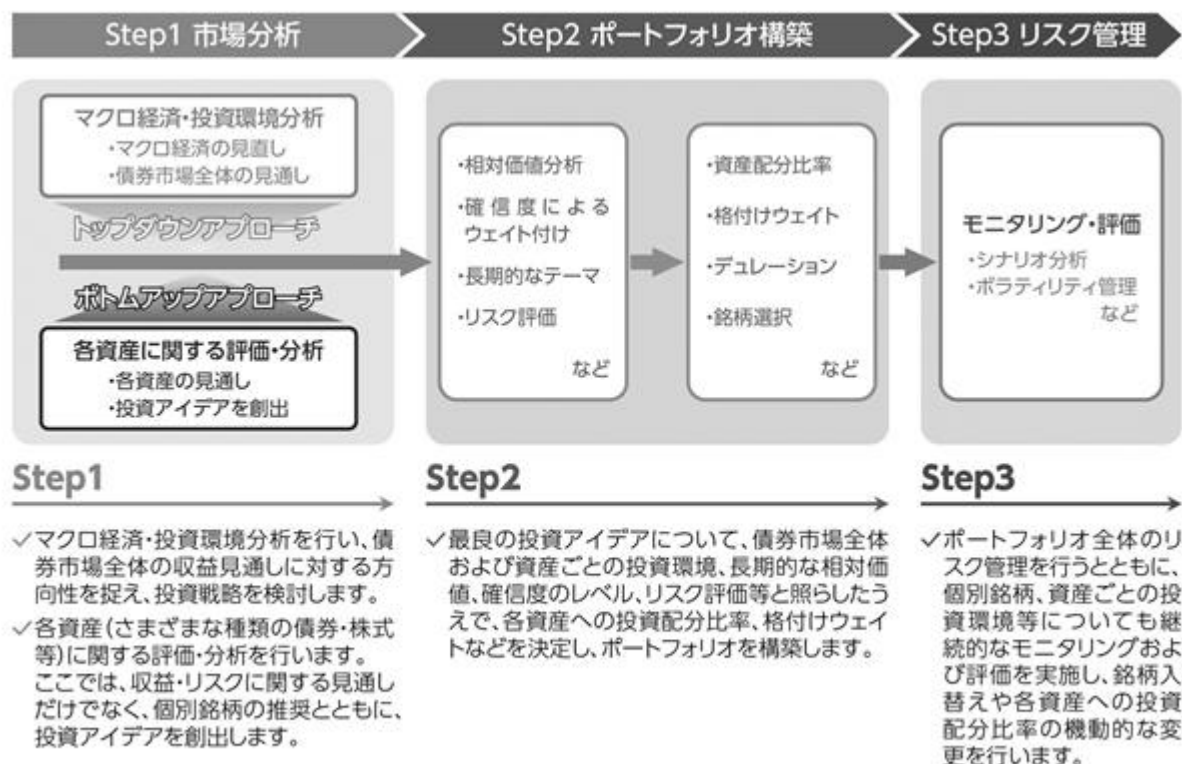 Step1 市場分析
Step2 ポートフォリオ構築
Step3 リスク管理
マクロ経済・投資環境分析
・マクロ経済の見直し
・債券市場全体の見通し
トップダウンアプローチ
ボトムアップアプローチ
各資産に関する評価・分析
・各資産の見通し
・投資アイデアを創出
・相対価値分析
・確信度による
ウェイト付け
・長期的なテーマ
・リスク評価
など
・資産配分比率
・格付けウェイト
・デュレーション
・銘柄選択
など
モニタリング・評価
・シナリオ分析
・ボラティリティ管理
など
Step1
✓マクロ経済・投資環境分析を行い、債
券市場全体の収益見通しに対する方
向性を捉え、投資戦略を検討します。
✓各資産(さまざまな種類の債券・株式
等)に関する評価・分析を行います。
ここでは、収益・リスクに関する見通し
だけでなく、個別銘柄の推奨とともに、
投資アイデアを創出します。
Step2
✓最良の投資アイデアについて、債券市場全体
および資産ごとの投資環境、長期的な相対価
値、確信度のレベル、リスク評価等と照らしたう
えで、各資産への投資配分比率、格付けウェイ
トなどを決定し、ポートフォリオを構築します。
Step3
✓ポートフォリオ全体のリ
スク管理を行うとともに、
個別銘柄、資産ごとの投
資環境等についても継
続的なモニタリングおよ
び評価を実施し、銘柄入
替えや各資産への投資
配分比率の機動的な変
更を行います。